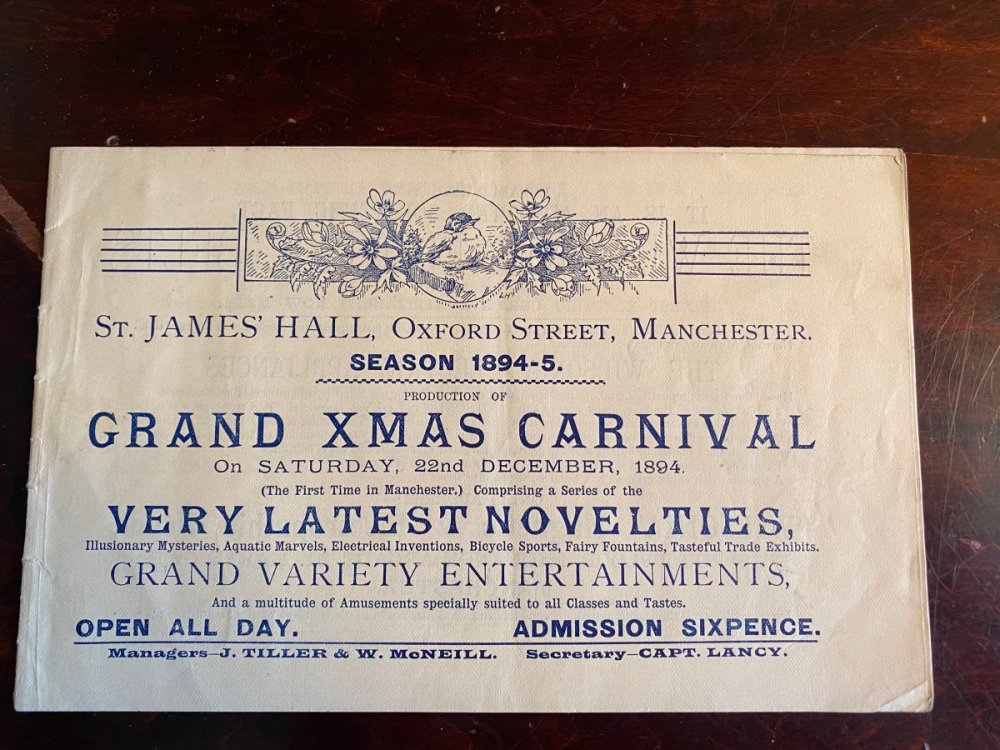 St. JAMES' HALL, OXFORD STREET, MANCHESTER.
SEASON 1894-5.
PRODUCTION OF
GRAND XMAS CARNIVAL
On SATURDAY, 22nd DECEMBER, 1894.
(The First Time in Manchester.) Comprising a Series of the
VERY LATEST NOVELTIES,
Illusionary Mysteries, Aquatic Marvels, Electrical Inventions, Bicycle Sports, Fairy Fountains, Tasteful Trade Exhibits.
GRAND VARIETY ENTERTAINMENTS,
And a multitude of Amusements specially suited to all Classes and Tastes.
OPEN ALL DAY. ADMISSION SIXPENCE.
Managers—J. TILLER & W. McNEILL. Secretary—CAPT. LANCY.